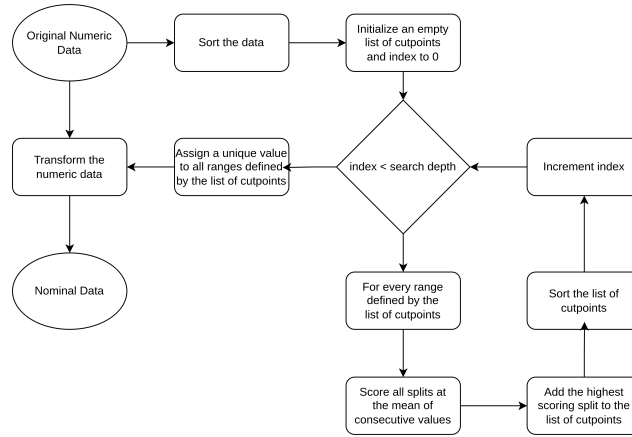 Original Numeric
Data
Sort the data
Initialize an empty
list of cutpoints
and index to 0
Transform the
numeric data
Assign a unique value
to all ranges defined
by the list of cutpoints
index < search depth
Increment index
Nominal Data
For every range
defined by the
list of cutpoints
Sort the list of
cutpoints
Score all splits at
the mean of
consecutive values
Add the highest
scoring split to the
list of cutpoints